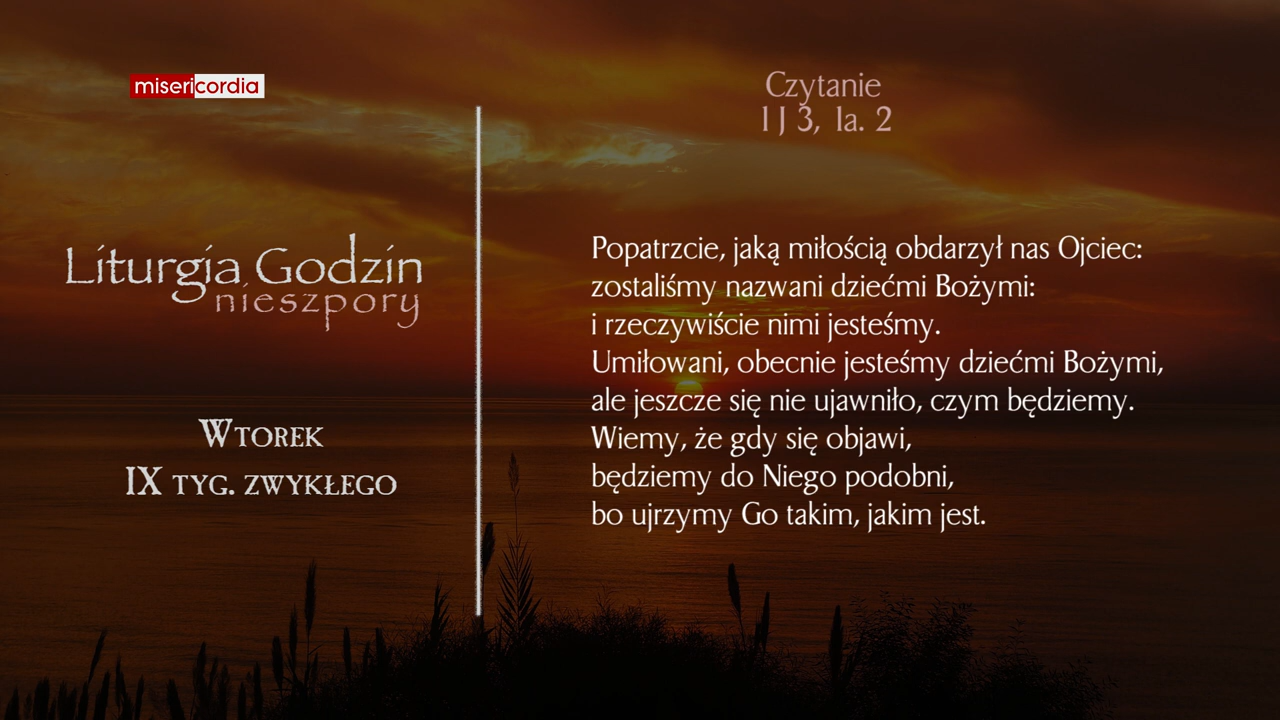 misericordia
Liturgia Godzin
nieszpory
Wtorek
IX tyg. zwykłego
Czytanie
1 J 3, 1a. 2
Popatrzcie, jaką miłością obdarzył nas Ojciec:
zostaliśmy nazwani dziećmi Bożymi:
i rzeczywiście nimi jesteśmy.
Umiłowani, obecnie jesteśmy dziećmi Bożymi,
ale jeszcze się nie ujawniło, czym będziemy.
Wiemy, że gdy się objawi,
będziemy do Niego podobni,
bo ujrzymy Go takim, jakim jest.